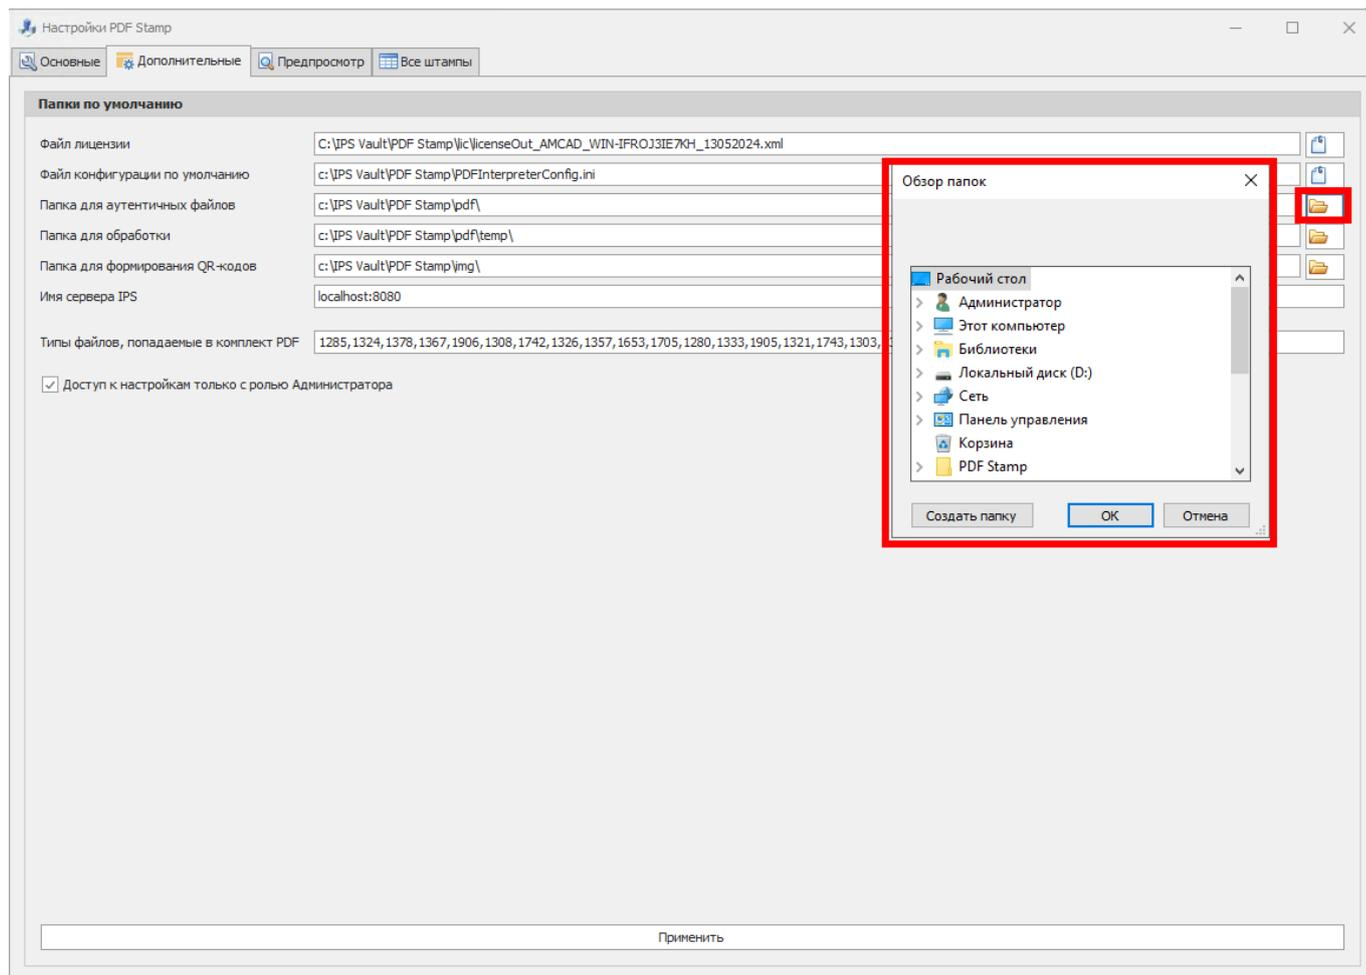 Настройки PDF Stamp
Основные Дополнительные Предпросмотр Все штампы
Папки по умолчанию
Файл лицензии C:\IPS Vault\PDF Stamp\lic\licenseOut_AMCAD_WIN-IFROJ3IE7KH_13052024.xml
Файл конфигурации по умолчанию c:\IPS Vault\PDF Stamp\PDFInterpreterConfig.ini
Папка для аутентичных файлов c:\IPS Vault\PDF Stamp\pdf\
Папка для обработки c:\IPS Vault\PDF Stamp\pdf\temp\
Папка для формирования QR-кодов c:\IPS Vault\PDF Stamp\img\
Имя сервера IPS localhost:8080
Типы файлов, попадаемые в комплект PDF 1285,1324,1378,1367,1906,1308,1742,1326,1357,1653,1705,1280,1333,1905,1321,1743,1303,
Доступ к настройкам только с ролью Администратора
Обзор папок
Рабочий стол
Администратор
Этот компьютер
Библиотеки
Локальный диск (D:)
Сеть
Панель управления
Корзина
PDF Stamp
Создать папку OK Отмена
Применить